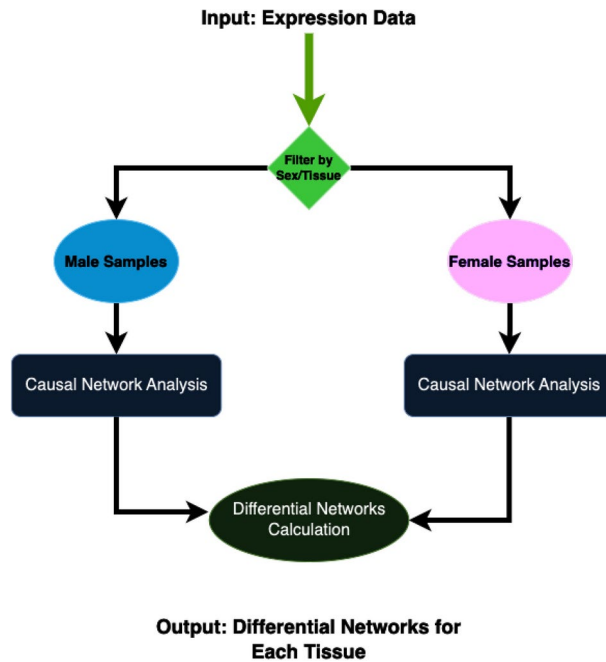 Input: Expression Data
Filter by
Sex/Tissue
Male Samples
Female Samples
Causal Network Analysis
Causal Network Analysis
Differential Networks
Calculation
Output: Differential Networks for
Each Tissue